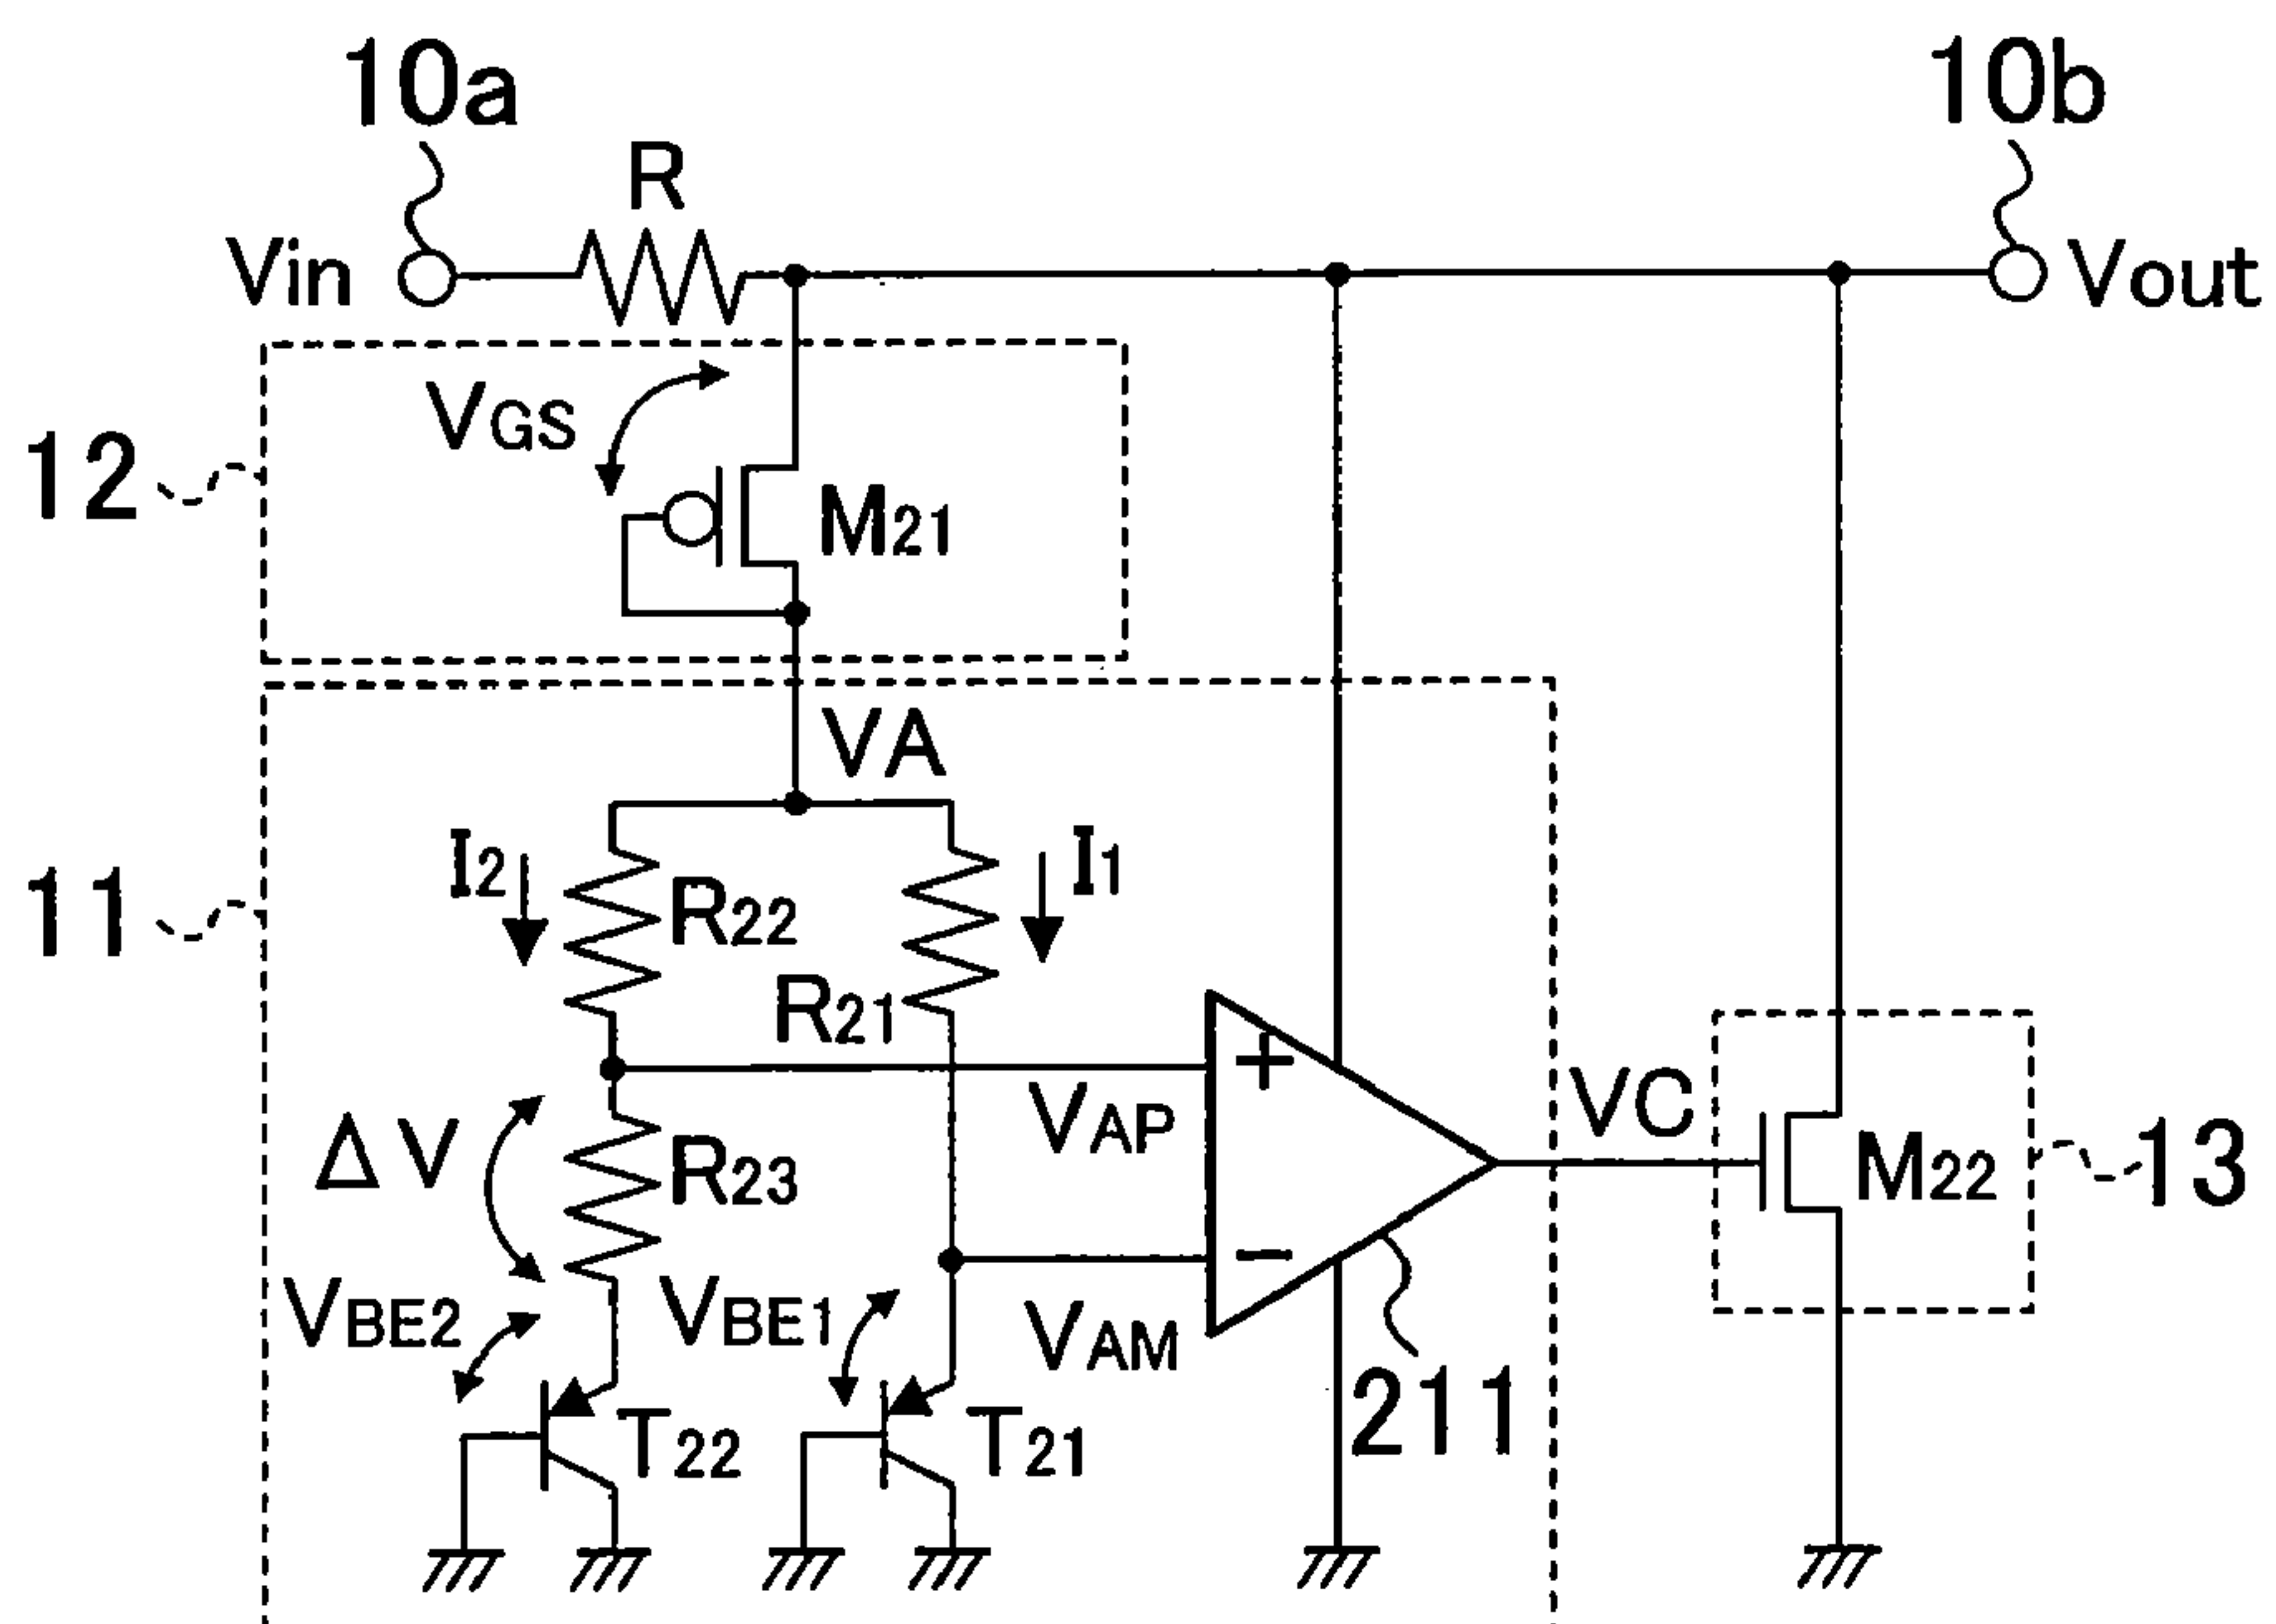 10a
10b
R
Vin
Vout
VGS
12
M21
VA
I2
I1
R22
11
R21
+
VAP
VC
ΔV
R23
M22
13
−
VBE2
VBE1
VAM
211
T22
T21